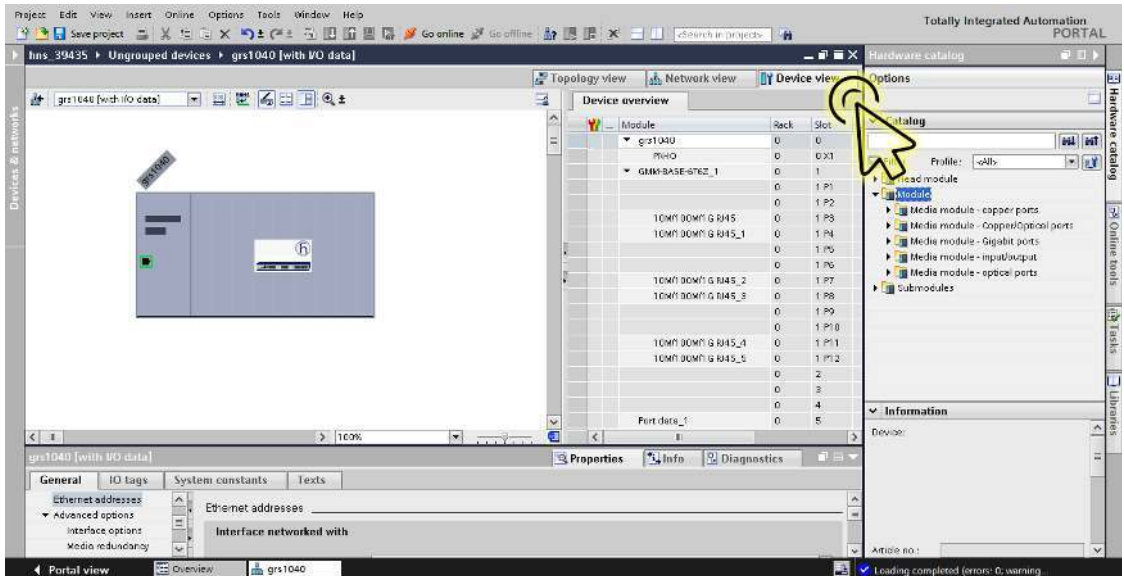 Project Edit View Insert Online Options Tools Window Help
Totally Integrated Automation
PORTAL
Save project Go online Go offline <Search in project>
hns_39435 ▸ Ungrouped devices ▸ grs1040 [with I/O data]
Hardware catalog
Topology view Network view Device view
Options
grs1040 [with I/O data]
Device overview
Catalog
Module Rack Slot
grs1040 0 0
PN-IO 0 0 X1
Profile: <All>
GMM-BASE-6T6Z_1 0 1
Head module
0 1 P1
Module
0 1 P2
Media module - copper ports
10M/100M/1G RJ45 0 1 P3
Media module - Copper/Optical ports
10M/100M/1G RJ45_1 0 1 P4
Media module - Gigabit ports
0 1 P5
Media module - input/output
0 1 P6
Media module - optical ports
10M/100M/1G RJ45_2 0 1 P7
Submodules
10M/100M/1G RJ45_3 0 1 P8
0 1 P9
0 1 P10
10M/100M/1G RJ45_4 0 1 P11
10M/100M/1G RJ45_5 0 1 P12
0 2
0 3
0 4
Port data_1 0 5
grs1040
Devices & networks
Hardware catalog
Online tools
Tasks
Libraries
Information
Device:
Article no.:
100%
grs1040 [with I/O data]
Properties Info Diagnostics
General IO tags System constants Texts
Ethernet addresses
Advanced options
Interface options
Media redundancy
Ethernet addresses
Interface networked with
Portal view Overview grs1040
Loading completed (errors: 0; warning...